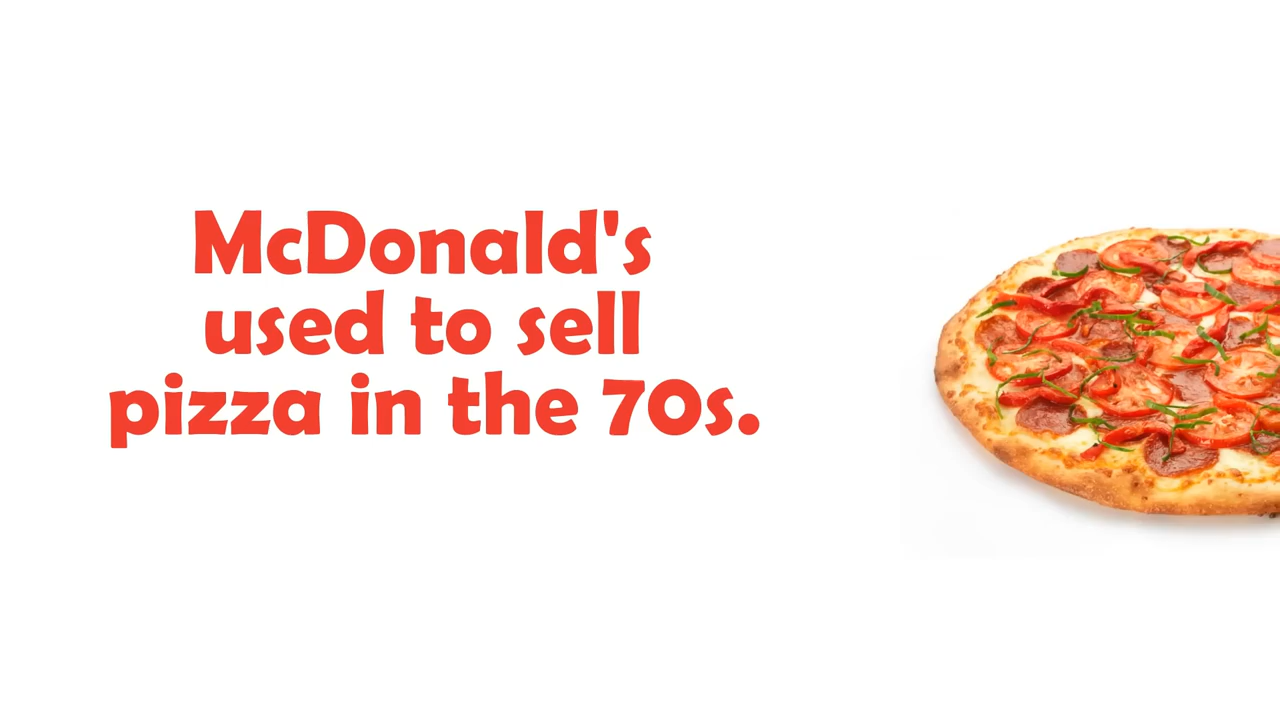 McDonald's
used to sell
pizza in the 70s.